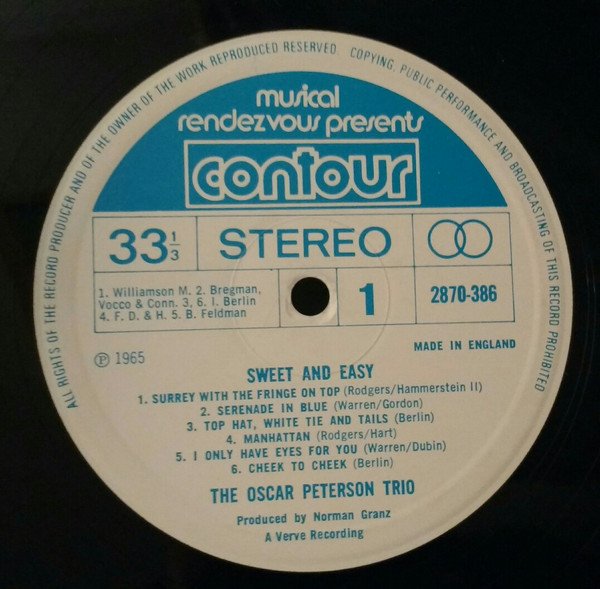 ALL RIGHTS OF THE RECORD PRODUCER AND OF THE OWNER OF THE WORK REPRODUCED RESERVED. COPYING, PUBLIC PERFORMANCE AND BROADCASTING OF THIS RECORD PROHIBITED
musical
rendezvous presents
contour
33 1/3
STEREO
1. Williamson M. 2. Bregman,
Vocco & Conn. 3, 6. I. Berlin
4. F. D. & H. 5. B. Feldman
1
2870-386
MADE IN ENGLAND
℗ 1965
SWEET AND EASY
1. SURREY WITH THE FRINGE ON TOP (Rodgers/Hammerstein II)
2. SERENADE IN BLUE (Warren/Gordon)
3. TOP HAT, WHITE TIE AND TAILS (Berlin)
4. MANHATTAN (Rodgers/Hart)
5. I ONLY HAVE EYES FOR YOU (Warren/Dubin)
6. CHEEK TO CHEEK (Berlin)
THE OSCAR PETERSON TRIO
Produced by Norman Granz
A Verve Recording